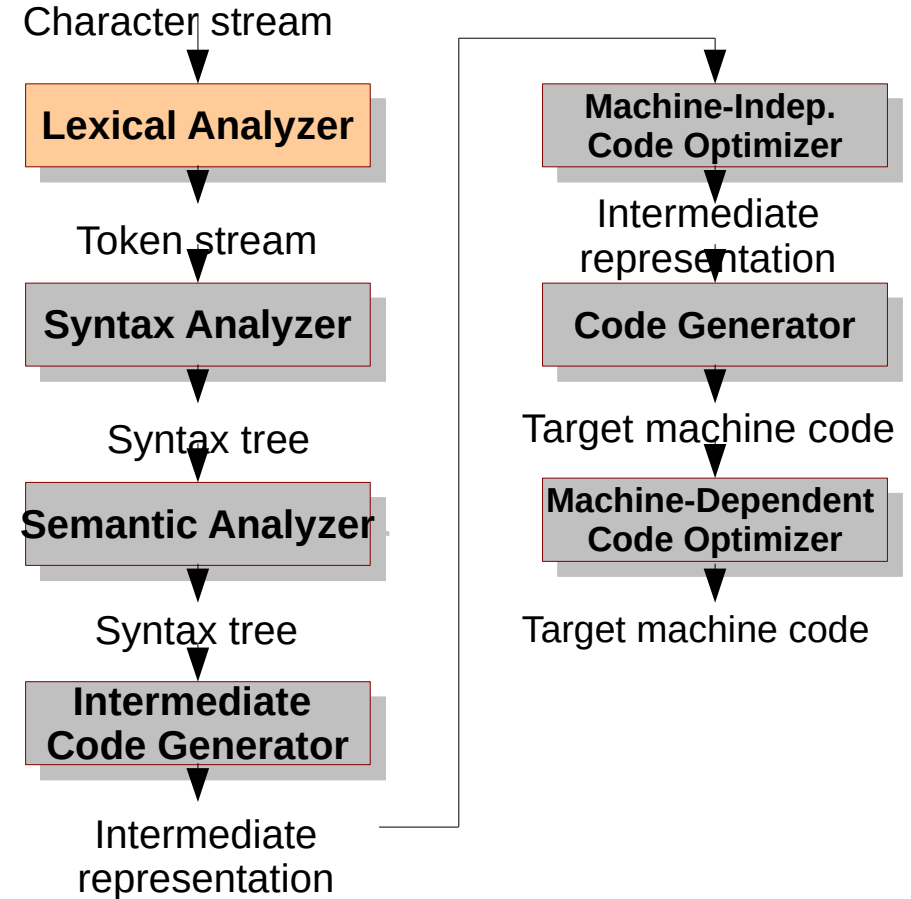 Character stream
Lexical Analyzer
Token stream
Syntax Analyzer
Syntax tree
Semantic Analyzer
Syntax tree
Intermediate
Code Generator
Intermediate
representation
Machine-Indep.
Code Optimizer
Intermediate
representation
Code Generator
Target machine code
Machine-Dependent
Code Optimizer
Target machine code